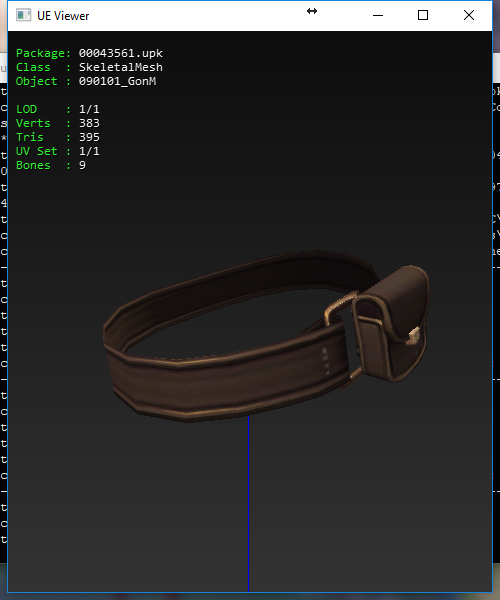 UE Viewer
Package: 00043561.upk
Class : SkeletalMesh
Object : 090101_GonM
LOD : 1/1
Verts : 383
Tris : 395
UV Set : 1/1
Bones : 9